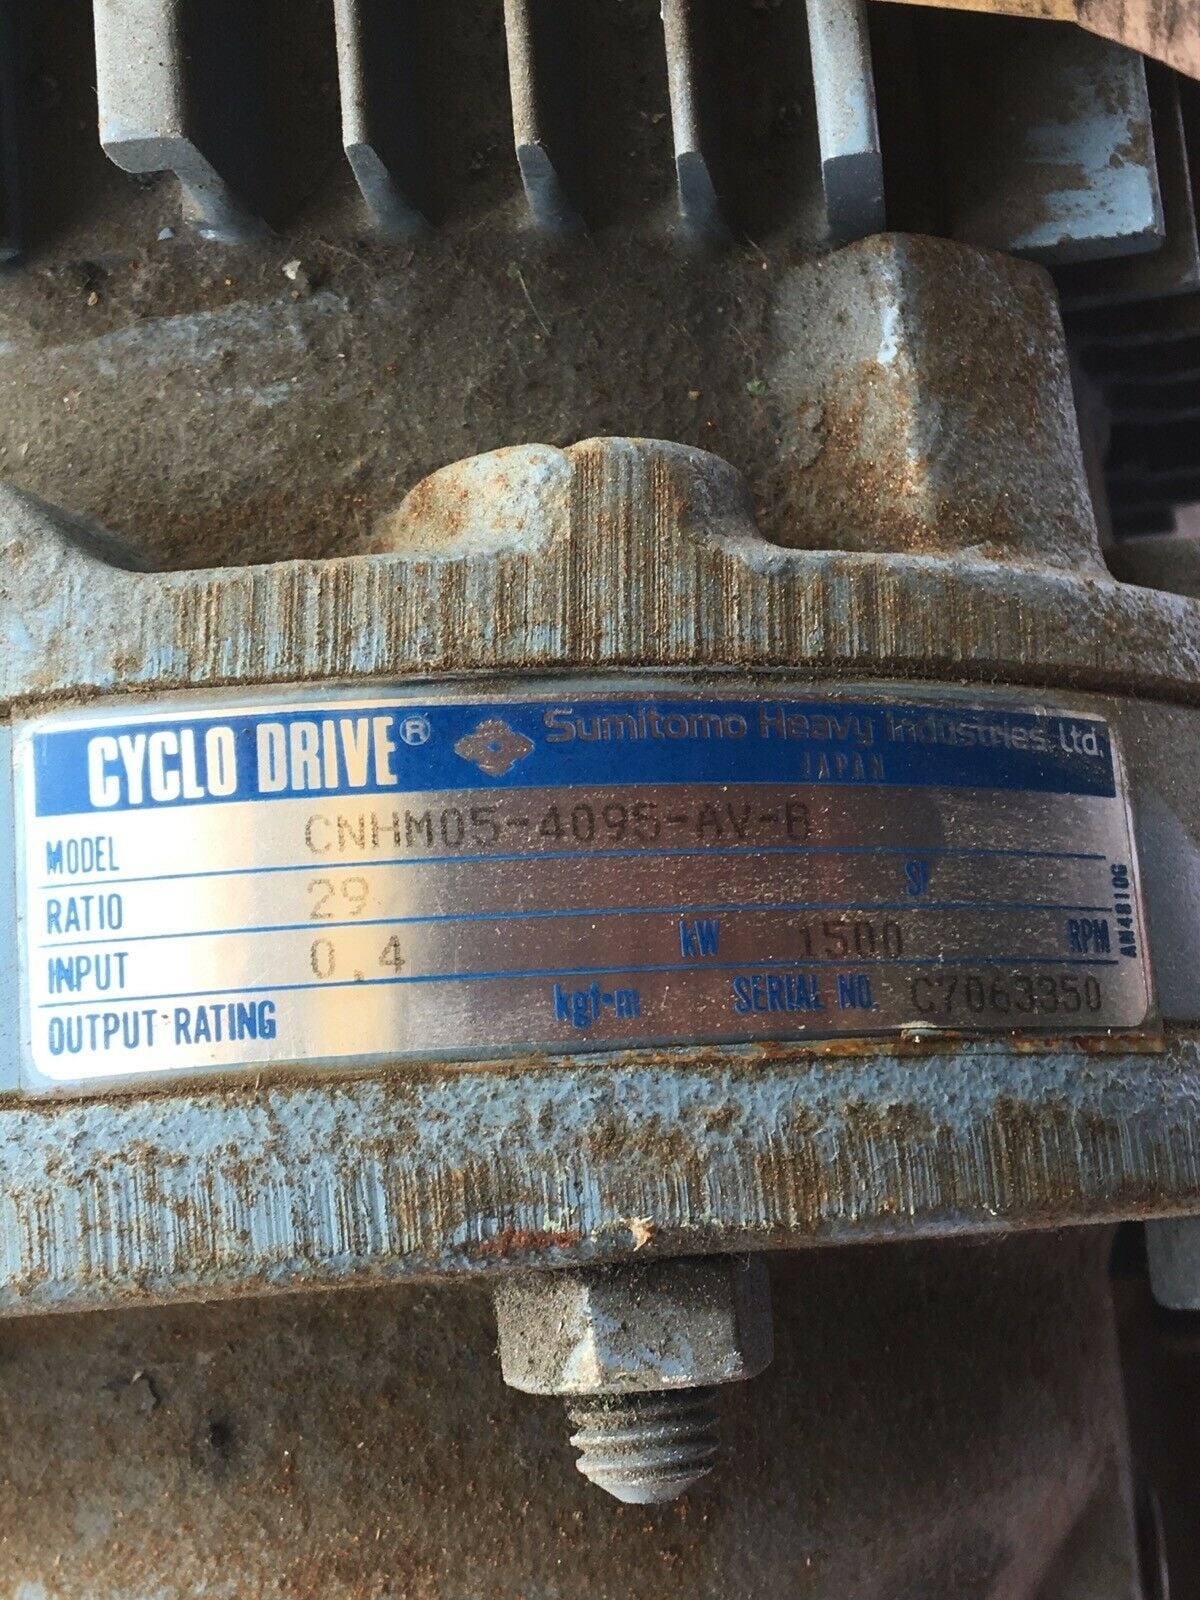 CYCLO DRIVE® Sumitomo Heavy Industries, Ltd.
JAPAN
MODEL CNHM05-4095-AV-B
RATIO 29 SF
INPUT 0.4 kW 1500 RPM
OUTPUT RATING kgf·m SERIAL NO. C7063350
AN4810G